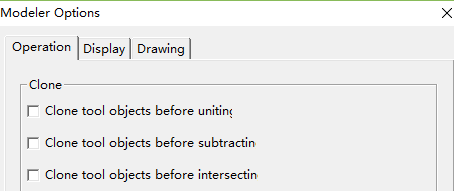 Modeler Options
Operation Display Drawing
Clone
Clone tool objects before uniting
Clone tool objects before subtractin
Clone tool objects before intersectin